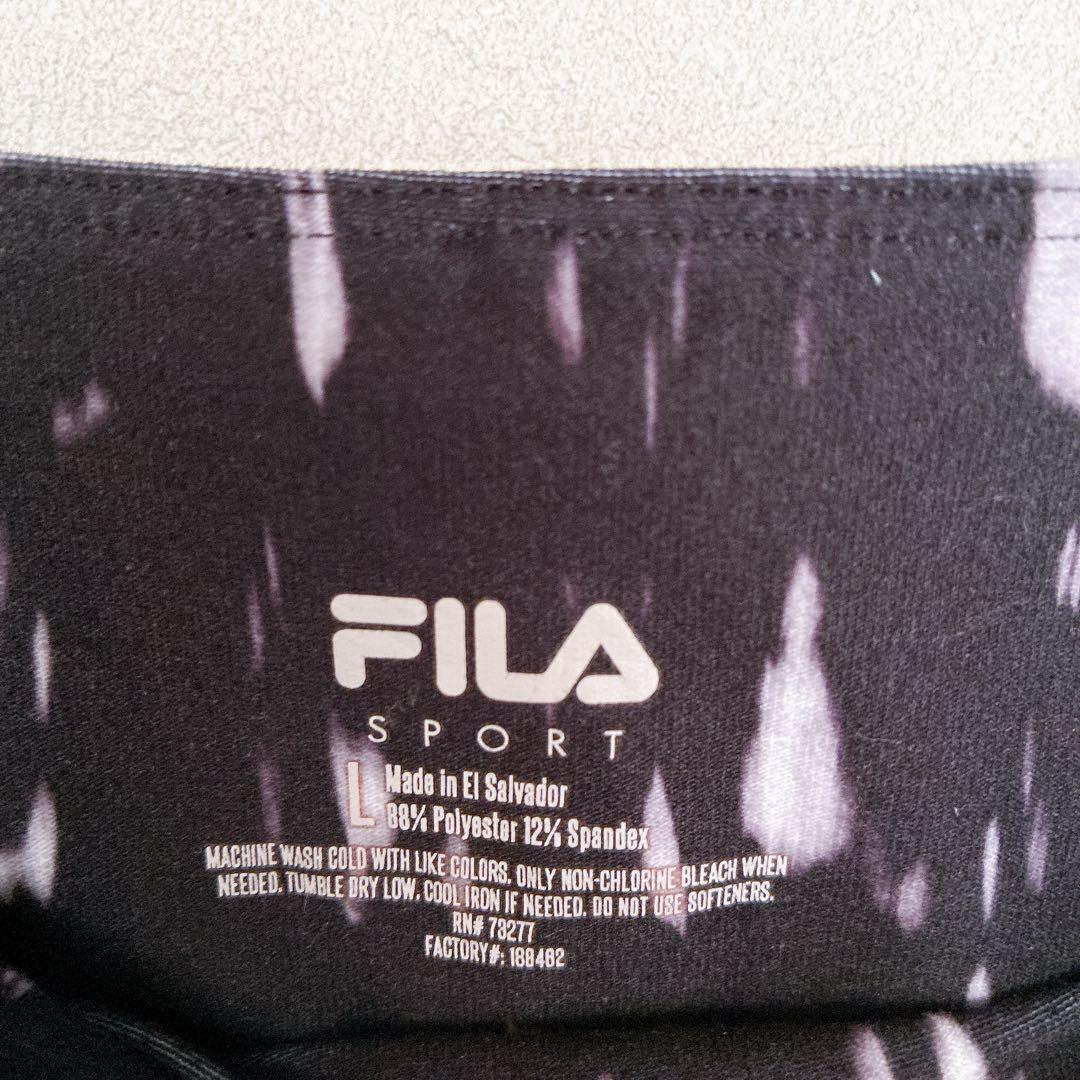 FILA
SPORT
L
Made in El Salvador
88% Polyester 12% Spandex
MACHINE WASH COLD WITH LIKE COLORS. ONLY NON-CHLORINE BLEACH WHEN
NEEDED. TUMBLE DRY LOW. COOL IRON IF NEEDED. DO NOT USE SOFTENERS.
RN# 73277
FACTORY#: 188482